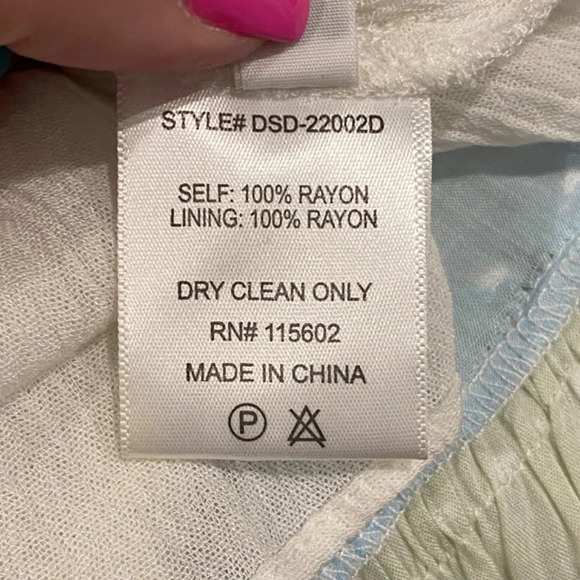 STYLE# DSD-22002D
SELF: 100% RAYON
LINING: 100% RAYON
DRY CLEAN ONLY
RN# 115602
MADE IN CHINA
P